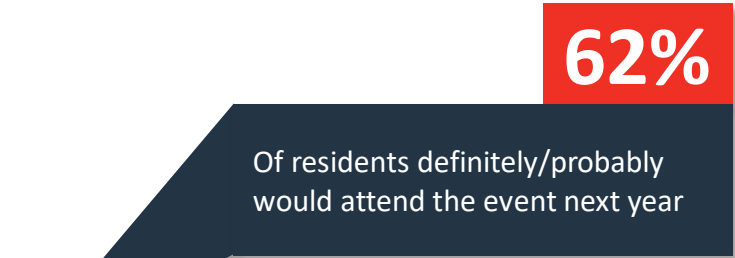 62%
Of residents definitely/probably
would attend the event next year